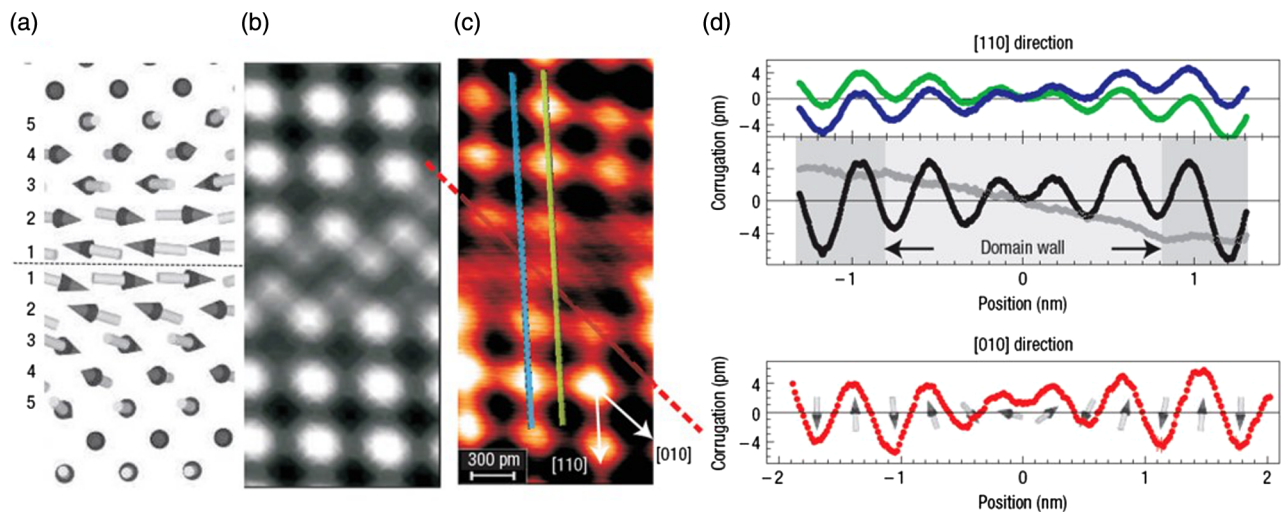 (a)
(b)
(c)
(d)
5
4
3
2
1
1
2
3
4
5
300 pm
[110]
[010]
[110] direction
Corrugation (pm)
4
0
−4
Corrugation (pm)
4
0
−4
Domain wall
−1
0
1
Position (nm)
[010] direction
Corrugation (pm)
4
0
−4
−2
−1
0
1
2
Position (nm)